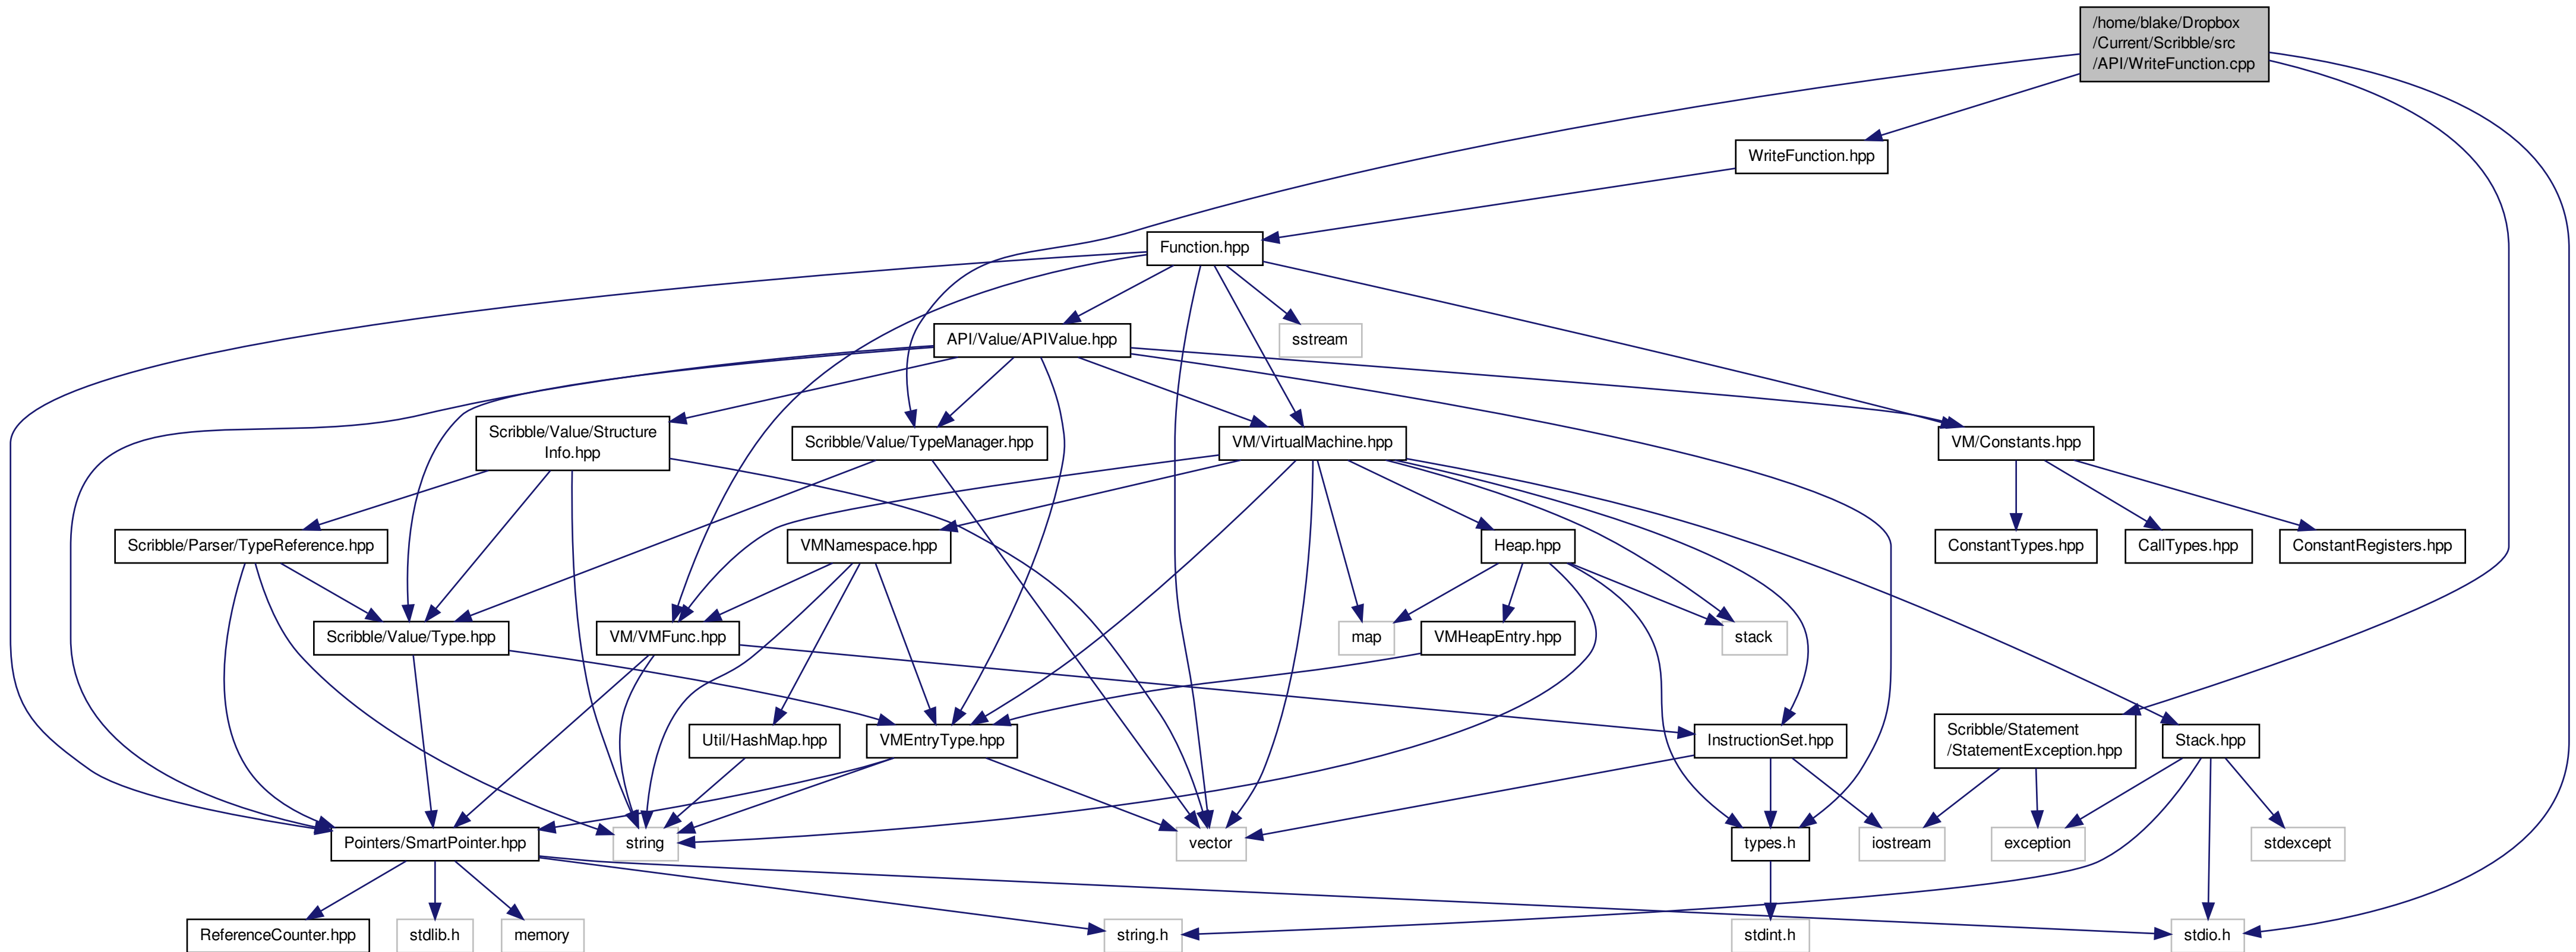 /home/blake/Dropbox
/Current/Scribble/src
/API/WriteFunction.cpp
WriteFunction.hpp
Function.hpp
API/Value/APIValue.hpp
sstream
Scribble/Value/Structure
Info.hpp
Scribble/Value/TypeManager.hpp
VM/VirtualMachine.hpp
VM/Constants.hpp
Scribble/Parser/TypeReference.hpp
VMNamespace.hpp
Heap.hpp
ConstantTypes.hpp
CallTypes.hpp
ConstantRegisters.hpp
Scribble/Value/Type.hpp
VM/VMFunc.hpp
map
VMHeapEntry.hpp
stack
Util/HashMap.hpp
VMEntryType.hpp
InstructionSet.hpp
Scribble/Statement
/StatementException.hpp
Stack.hpp
Pointers/SmartPointer.hpp
string
vector
types.h
iostream
exception
stdexcept
ReferenceCounter.hpp
stdlib.h
memory
string.h
stdint.h
stdio.h